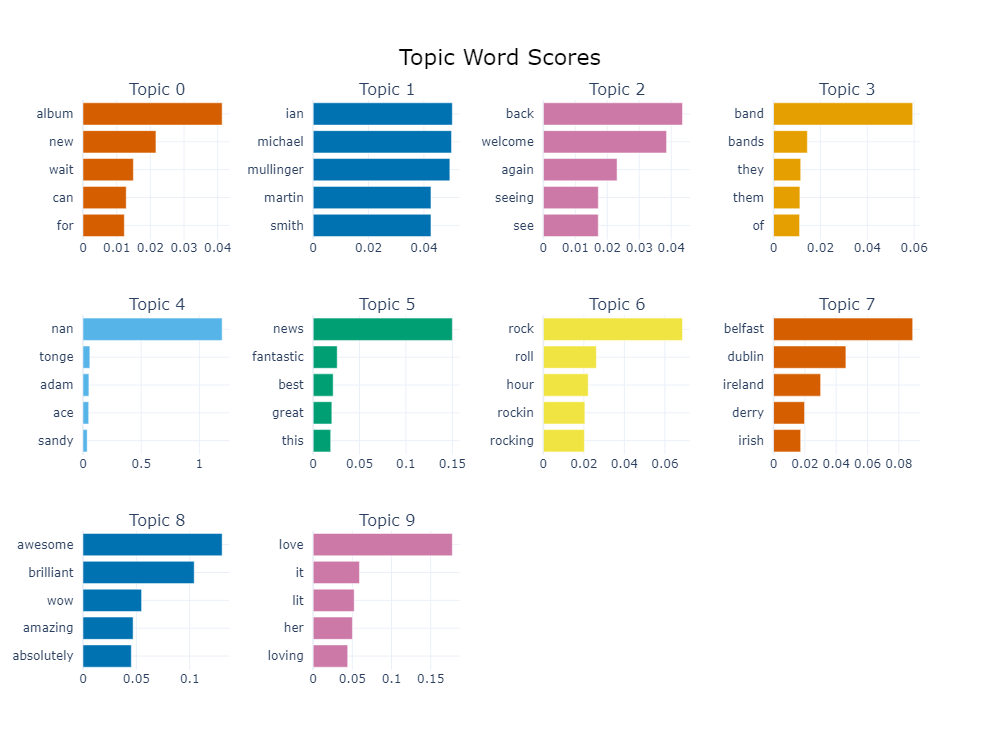 Topic Word Scores
Topic 0
album
new
wait
can
for
0 0.01 0.02 0.03 0.04
Topic 1
ian
michael
mullinger
martin
smith
0 0.02 0.04
Topic 2
back
welcome
again
seeing
see
0 0.01 0.02 0.03 0.04
Topic 3
band
bands
they
them
of
0 0.02 0.04 0.06
Topic 4
nan
tonge
adam
ace
sandy
0 0.5 1
Topic 5
news
fantastic
best
great
this
0 0.05 0.1 0.15
Topic 6
rock
roll
hour
rockin
rocking
0 0.02 0.04 0.06
Topic 7
belfast
dublin
ireland
derry
irish
0 0.02 0.04 0.06 0.08
Topic 8
awesome
brilliant
wow
amazing
absolutely
0 0.05 0.1
Topic 9
love
it
lit
her
loving
0 0.05 0.1 0.15